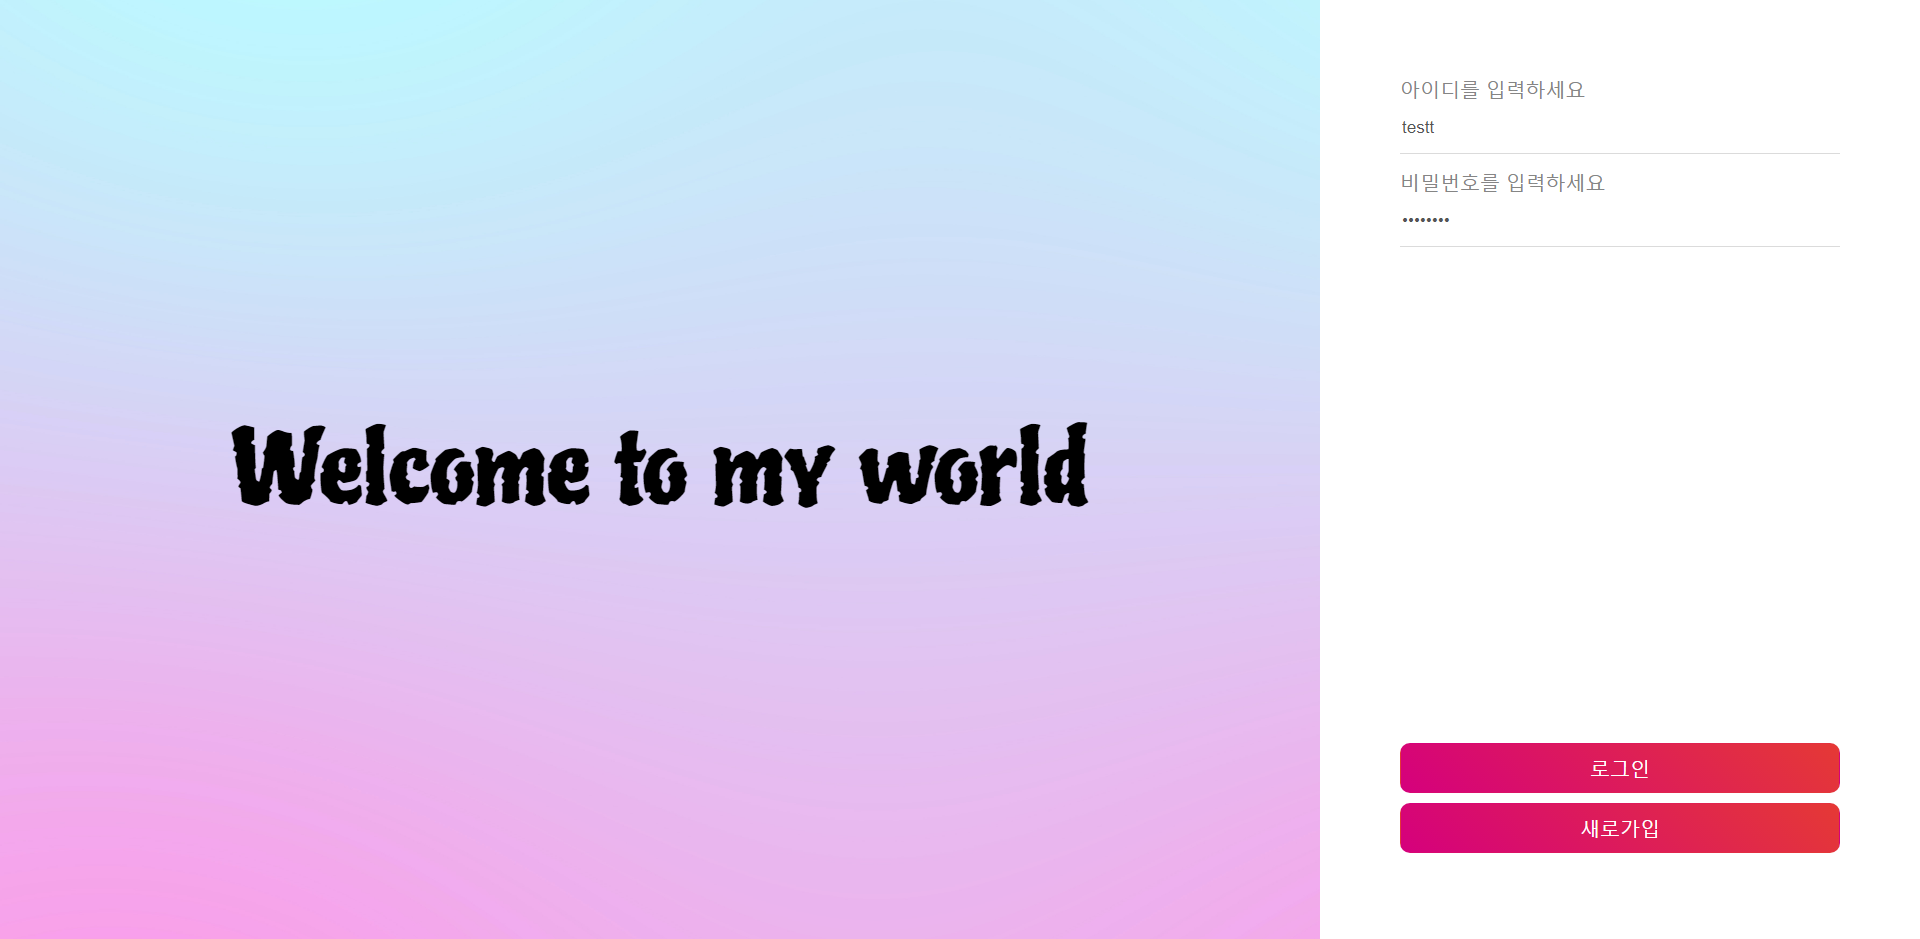 Welcome to my world
아이디를 입력하세요
testt
비밀번호를 입력하세요
••••••••
로그인
새로가입